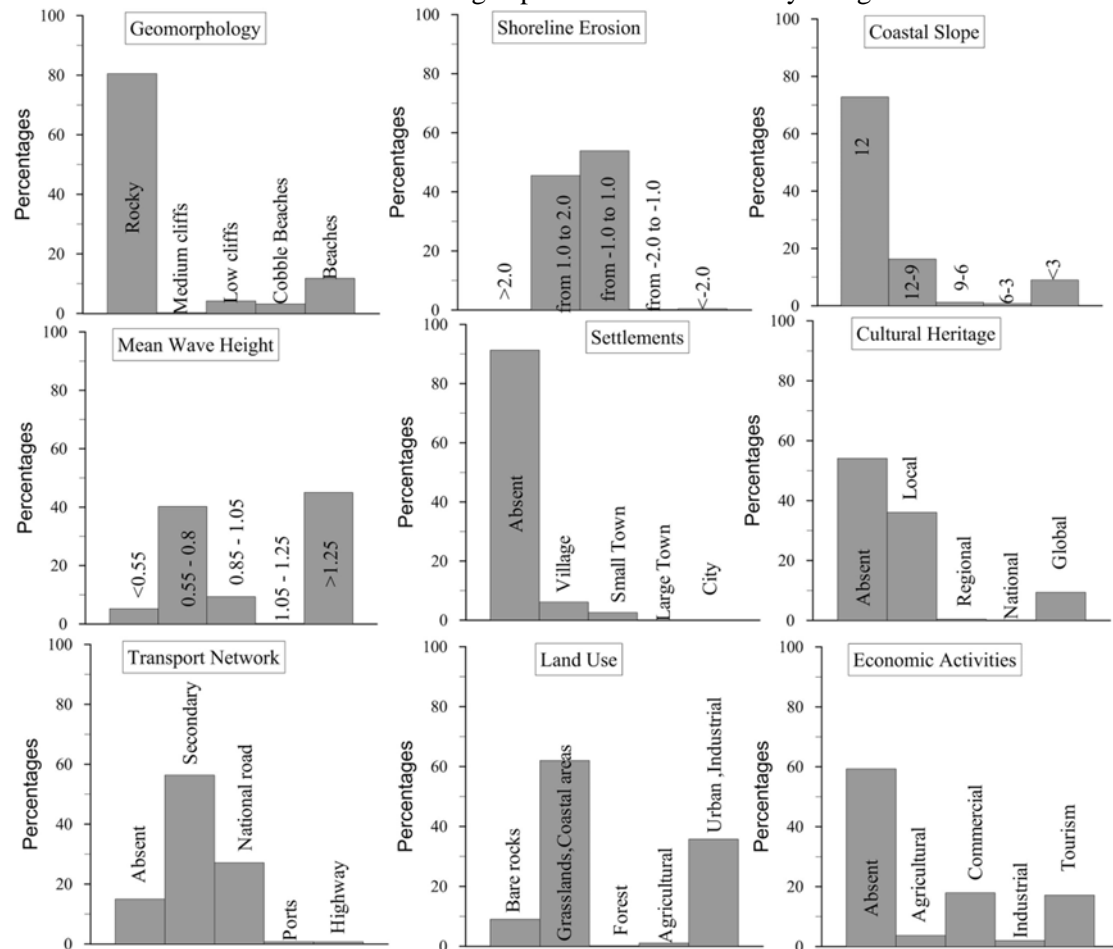 Geomorphology
Percentages
100
80
60
40
20
0
Rocky
Medium cliffs
Low cliffs
Cobble Beaches
Beaches
Shoreline Erosion
Percentages
100
80
60
40
20
0
>2.0
from 1.0 to 2.0
from -1.0 to 1.0
from -2.0 to -1.0
<-2.0
Coastal Slope
Percentages
100
80
60
40
20
0
12
12-9
9-6
6-3
<3
Mean Wave Height
Percentages
100
80
60
40
20
0
<0.55
0.55 - 0.8
0.85 - 1.05
1.05 - 1.25
>1.25
Settlements
Percentages
100
80
60
40
20
0
Absent
Village
Small Town
Large Town
City
Cultural Heritage
Percentages
100
80
60
40
20
0
Absent
Local
Regional
National
Global
Transport Network
Percentages
100
80
60
40
20
0
Absent
Secondary
National road
Ports
Highway
Land Use
Percentages
100
80
60
40
20
0
Bare rocks
Grasslands,Coastal areas
Forest
Agricultural
Urban ,Industrial
Economic Activities
Percentages
100
80
60
40
20
0
Absent
Agricultural
Commercial
Industrial
Tourism